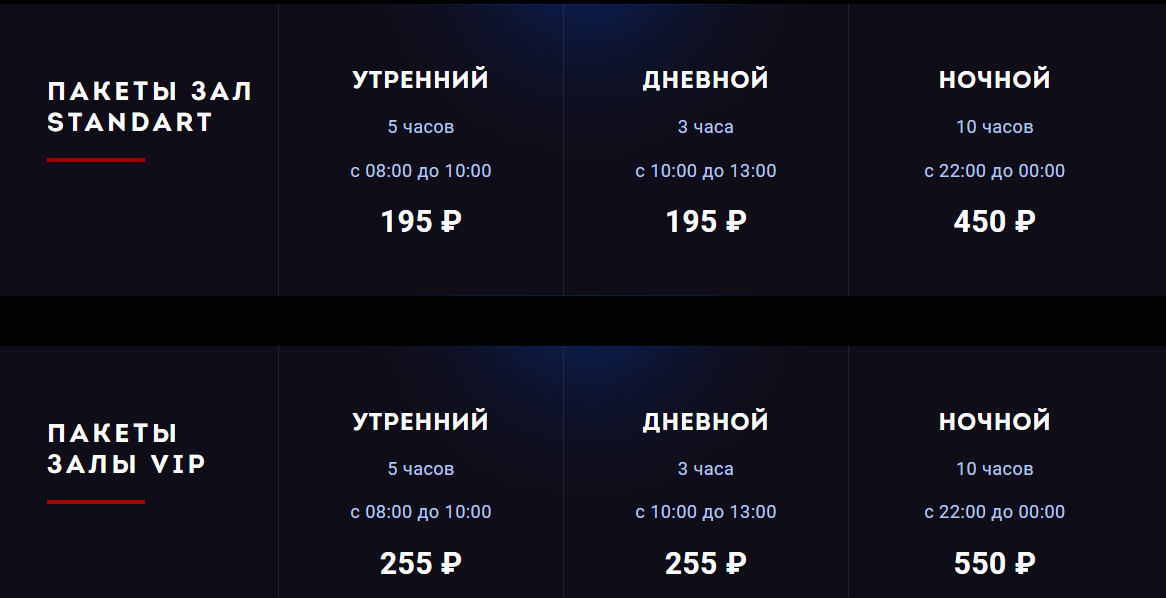 ПАКЕТЫ ЗАЛ
STANDART
УТРЕННИЙ
5 часов
с 08:00 до 10:00
195 ₽
ДНЕВНОЙ
3 часа
с 10:00 до 13:00
195 ₽
НОЧНОЙ
10 часов
с 22:00 до 00:00
450 ₽
ПАКЕТЫ
ЗАЛЫ VIP
УТРЕННИЙ
5 часов
с 08:00 до 10:00
255 ₽
ДНЕВНОЙ
3 часа
с 10:00 до 13:00
255 ₽
НОЧНОЙ
10 часов
с 22:00 до 00:00
550 ₽